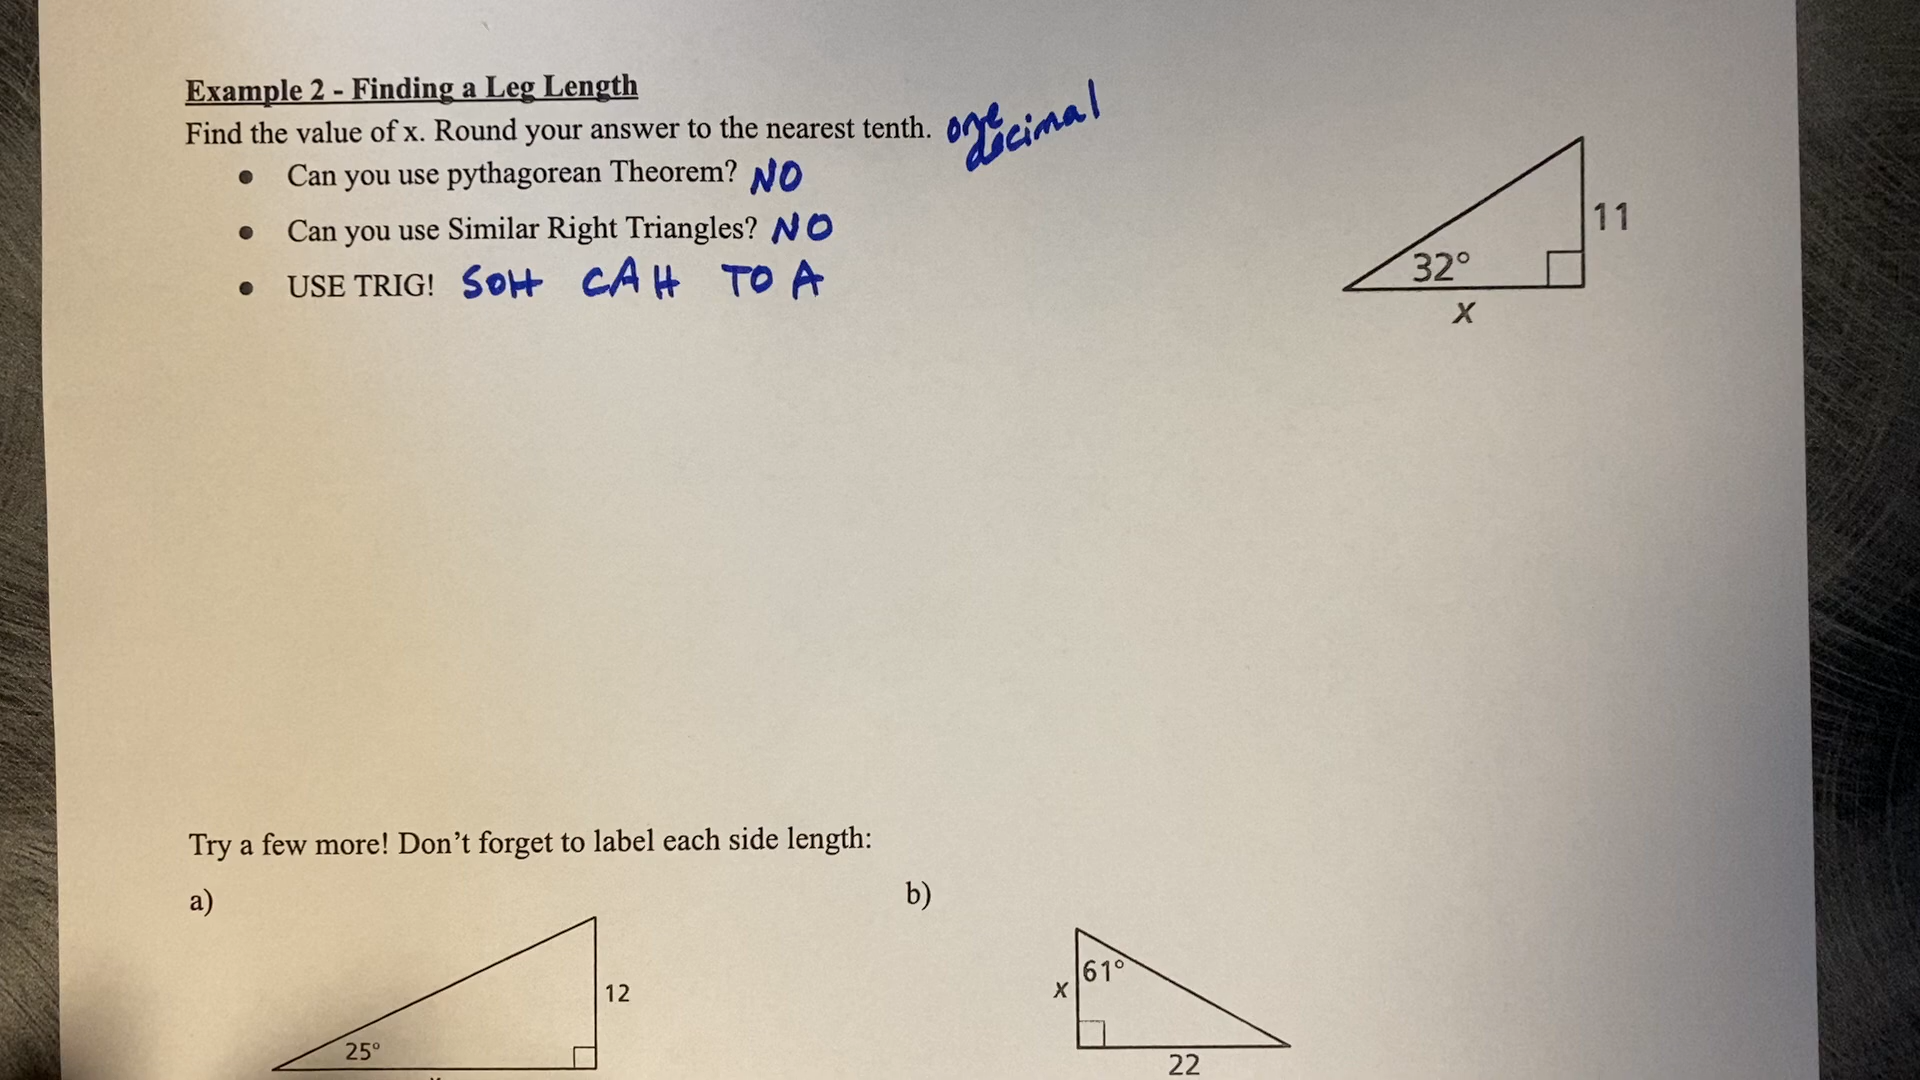 Example 2 - Finding a Leg Length
Find the value of x. Round your answer to the nearest tenth. one decimal
• Can you use pythagorean Theorem? NO
• Can you use Similar Right Triangles? NO
• USE TRIG! SOH CAH TOA
11
32°
x
Try a few more! Don't forget to label each side length:
a)
b)
12
25°
61°
x
22